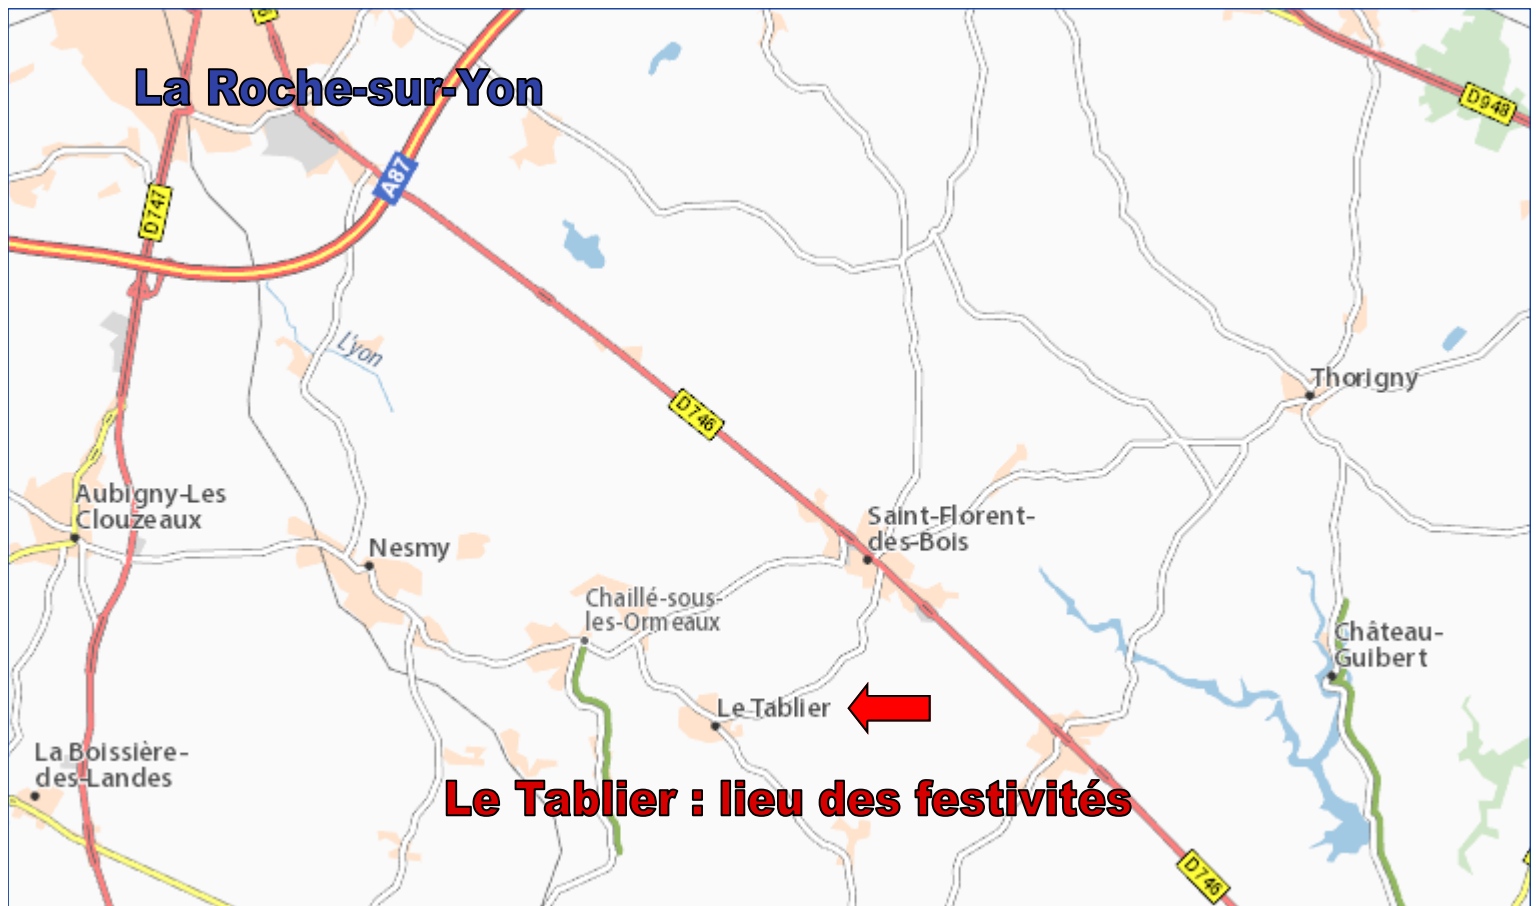 La Roche-sur-Yon
D948
A87
D747
L'yon
Thorigny
D746
Aubigny-Les
Clouzeaux
Saint-Florent-
des-Bois
Nesmy
Chaillé-sous-
les-Ormeaux
Château-
Guibert
Le Tablier
La Boissière-
des-Landes
Le Tablier : lieu des festivités
D746